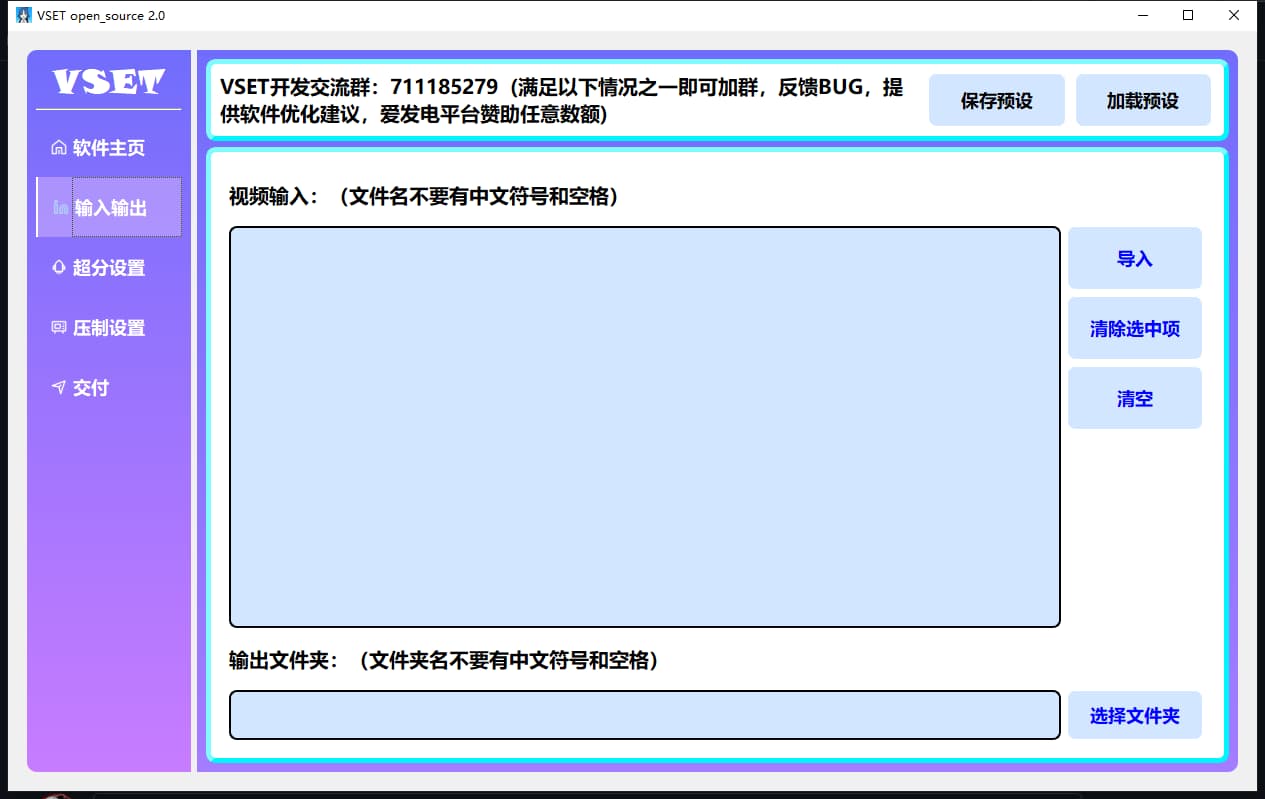 VSET open_source 2.0
VSET
软件主页
输入输出
超分设置
压制设置
交付
VSET开发交流群：711185279（满足以下情况之一即可加群，反馈BUG，提
供软件优化建议，爱发电平台赞助任意数额）
保存预设
加载预设
视频输入：（文件名不要有中文符号和空格）
导入
清除选中项
清空
输出文件夹：（文件夹名不要有中文符号和空格）
选择文件夹